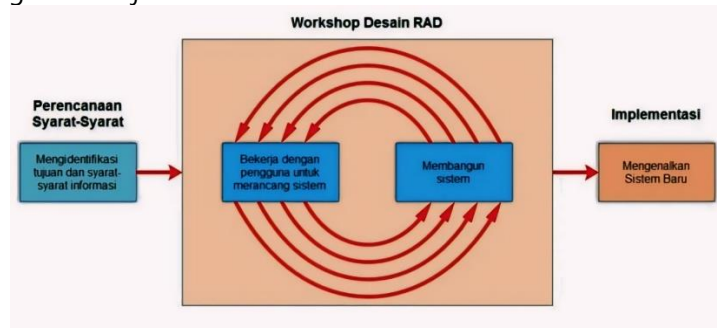 Workshop Desain RAD
Perencanaan
Syarat-Syarat
Mengidentifikasi
tujuan dan syarat-
syarat informasi
Bekerja dengan
pengguna untuk
merancang sistem
Membangun
sistem
Implementasi
Mengenalkan
Sistem Baru